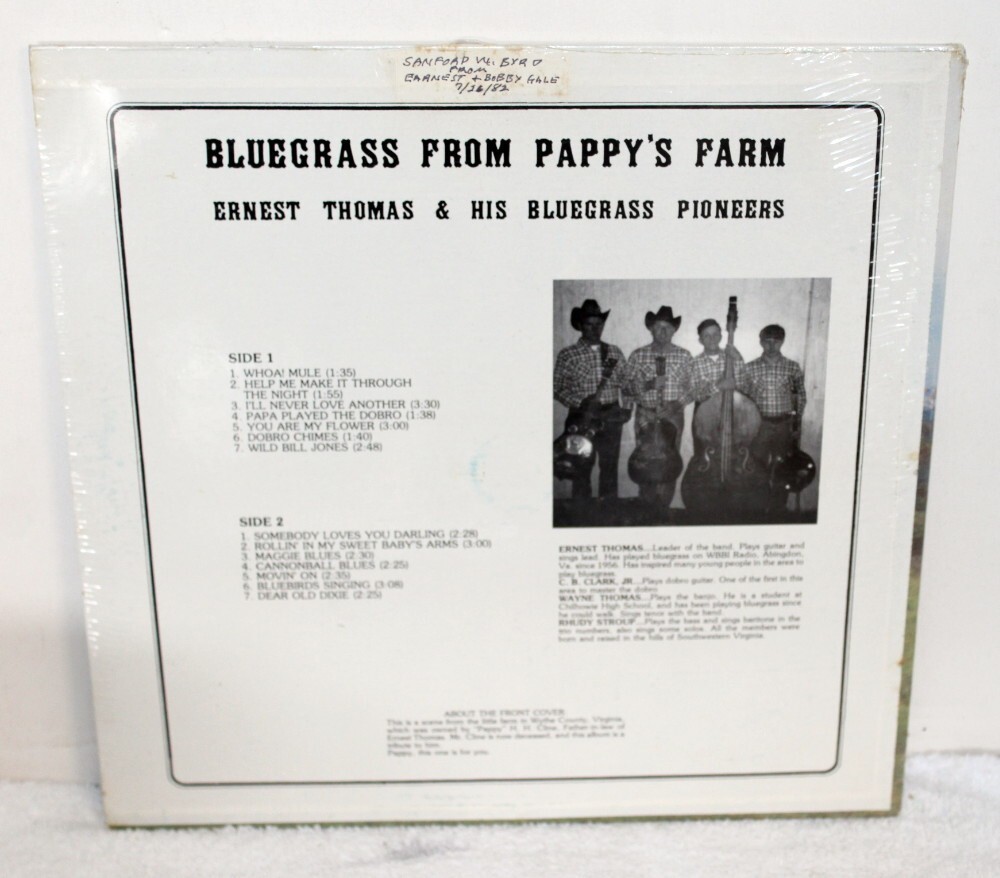 SANFORD W. BYRD
FROM
EARNEST + BOBBY GALE
7/26/82
BLUEGRASS FROM PAPPY'S FARM
ERNEST THOMAS & HIS BLUEGRASS PIONEERS
SIDE 1
1. WHOA! MULE (1:35)
2. HELP ME MAKE IT THROUGH
THE NIGHT (1:55)
3. I'LL NEVER LOVE ANOTHER (3:30)
4. PAPA PLAYED THE DOBRO (1:38)
5. YOU ARE MY FLOWER (3:00)
6. DOBRO CHIMES (1:40)
7. WILD BILL JONES (2:48)
SIDE 2
1. SOMEBODY LOVES YOU DARLING (2:28)
2. ROLLIN' IN MY SWEET BABY'S ARMS (3:00)
3. MAGGIE BLUES (2:30)
4. CANNONBALL BLUES (2:25)
5. MOVIN' ON (2:35)
6. BLUEBIRDS SINGING (3:08)
7. DEAR OLD DIXIE (2:25)
ERNEST THOMAS...Leader of the band. Plays guitar and
sings lead. Has played bluegrass on WBBI Radio, Abingdon,
Va. since 1956. Has inspired many young people in the area to
play bluegrass.
C. B. CLARK, JR...Plays dobro guitar. One of the first in this
area to master the dobro.
WAYNE THOMAS...Plays the banjo. He is a student at
Chilhowie High School, and has been playing bluegrass since
he could walk. Sings tenor with the band.
RHUDY STROUP...Plays the bass and sings baritone in the
trio numbers, also sings some solos. All the members were
born and raised in the hills of Southwestern Virginia.
ABOUT THE FRONT COVER
This is a scene from the little farm in Wythe County, Virginia,
which was owned by "Pappy" H. H. Cline, Father-in-law of
Ernest Thomas. Mr. Cline is now deceased, and this album is a
tribute to him.
Pappy, this one is for you.